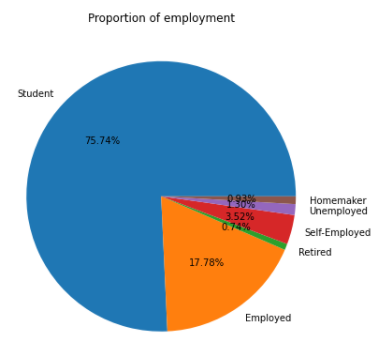 Proportion of employment
Student
75.74%
0.93%
Homemaker
1.30%
Unemployed
3.52%
Self-Employed
0.74%
Retired
17.78%
Employed